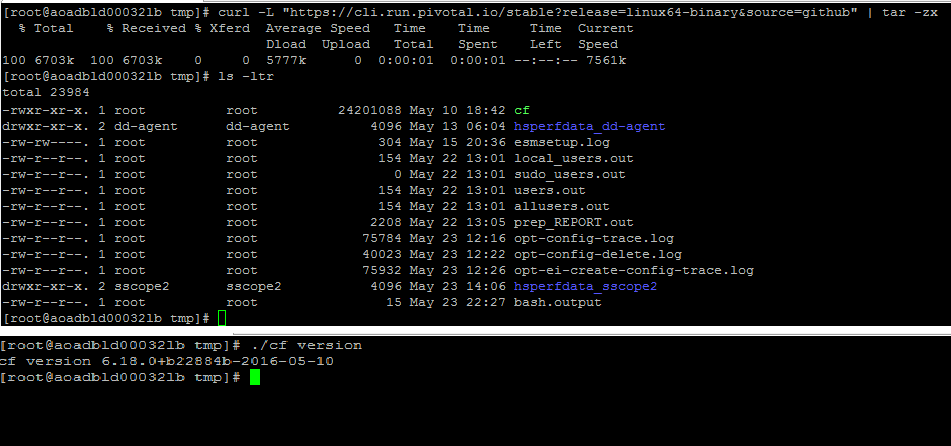 [root@aoadbld00032lb tmp]# curl -L "https://cli.run.pivotal.io/stable?release=linux64-binary&source=github" | tar -zx
  % Total    % Received % Xferd  Average Speed   Time    Time     Time  Current
                                 Dload  Upload   Total   Spent    Left  Speed
100 6703k  100 6703k    0     0  5777k      0  0:00:01  0:00:01 --:--:-- 7561k
[root@aoadbld00032lb tmp]# ls -ltr
total 23984
-rwxr-xr-x. 1 root     root     24201088 May 10 18:42 cf
drwxr-xr-x. 2 dd-agent dd-agent     4096 May 13 06:04 hsperfdata_dd-agent
-rw-rw----. 1 root     root          304 May 15 20:36 esmsetup.log
-rw-r--r--. 1 root     root          154 May 22 13:01 local_users.out
-rw-r--r--. 1 root     root            0 May 22 13:01 sudo_users.out
-rw-r--r--. 1 root     root          154 May 22 13:01 users.out
-rw-r--r--. 1 root     root          154 May 22 13:01 allusers.out
-rw-r--r--. 1 root     root         2208 May 22 13:05 prep_REPORT.out
-rw-r--r--. 1 root     root        75784 May 23 12:16 opt-config-trace.log
-rw-r--r--. 1 root     root        40023 May 23 12:22 opt-config-delete.log
-rw-r--r--. 1 root     root        75932 May 23 12:26 opt-ei-create-config-trace.log
drwxr-xr-x. 2 sscope2  sscope2      4096 May 23 14:06 hsperfdata_sscope2
-rw-r--r--. 1 root     root           15 May 23 22:27 bash.output
[root@aoadbld00032lb tmp]#
[root@aoadbld00032lb tmp]# ./cf version
cf version 6.18.0+b22884b-2016-05-10
[root@aoadbld00032lb tmp]#